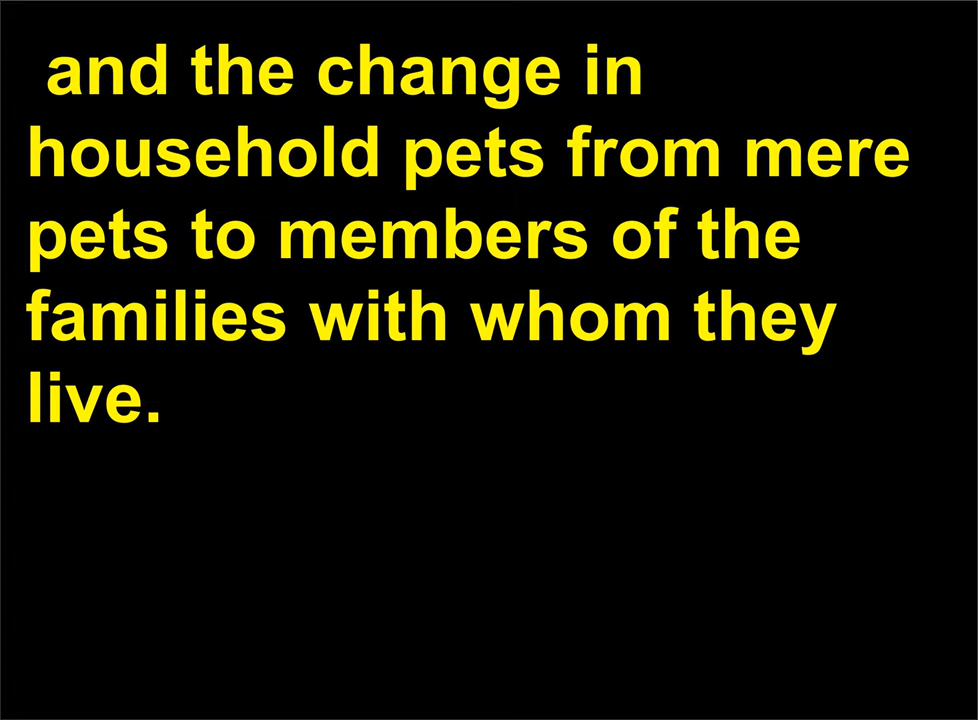 and the change in
household pets from mere
pets to members of the
families with whom they
live.